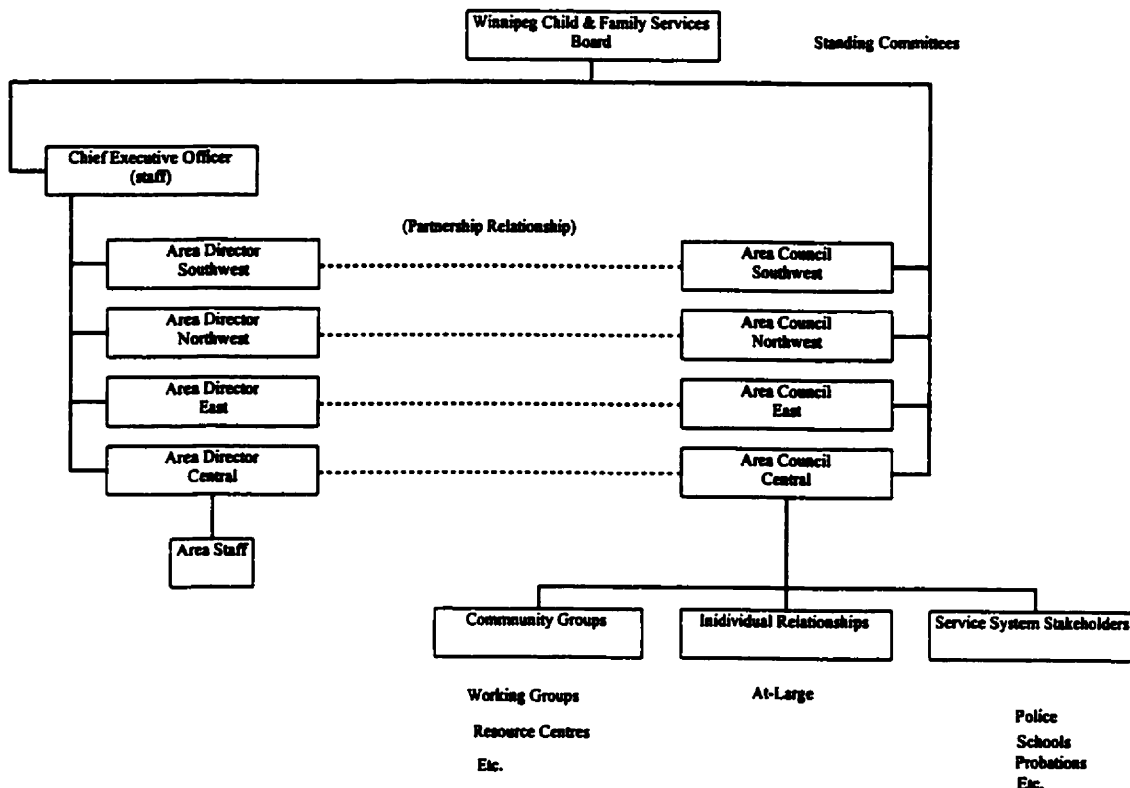 Winnipeg Child & Family Services
Board
Standing Committees
Chief Executive Officer
(staff)
(Partnership Relationship)
Area Director
Southwest
Area Council
Southwest
Area Director
Northwest
Area Council
Northwest
Area Director
East
Area Council
East
Area Director
Central
Area Council
Central
Area Staff
Community Groups
Inidividual Relationships
Service System Stakeholders
Working Groups
At-Large
Resource Centres
Etc.
Police
Schools
Probations
Etc.